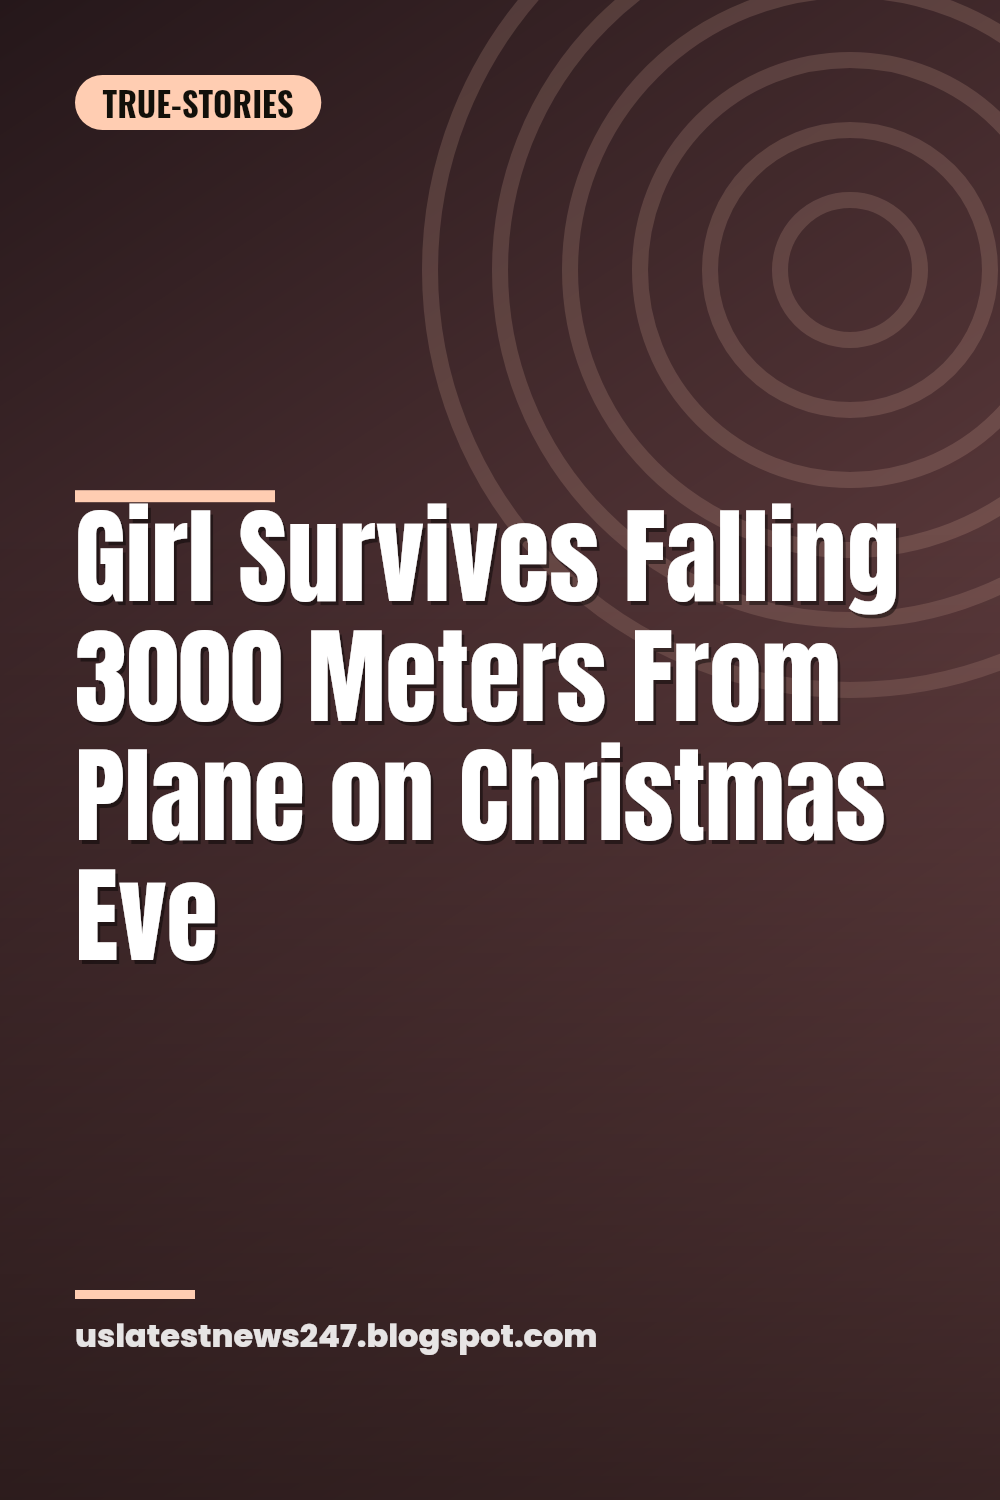 TRUE-STORIES
Girl Survives Falling
3000 Meters From
Plane on Christmas
Eve
uslatestnews247.blogspot.com